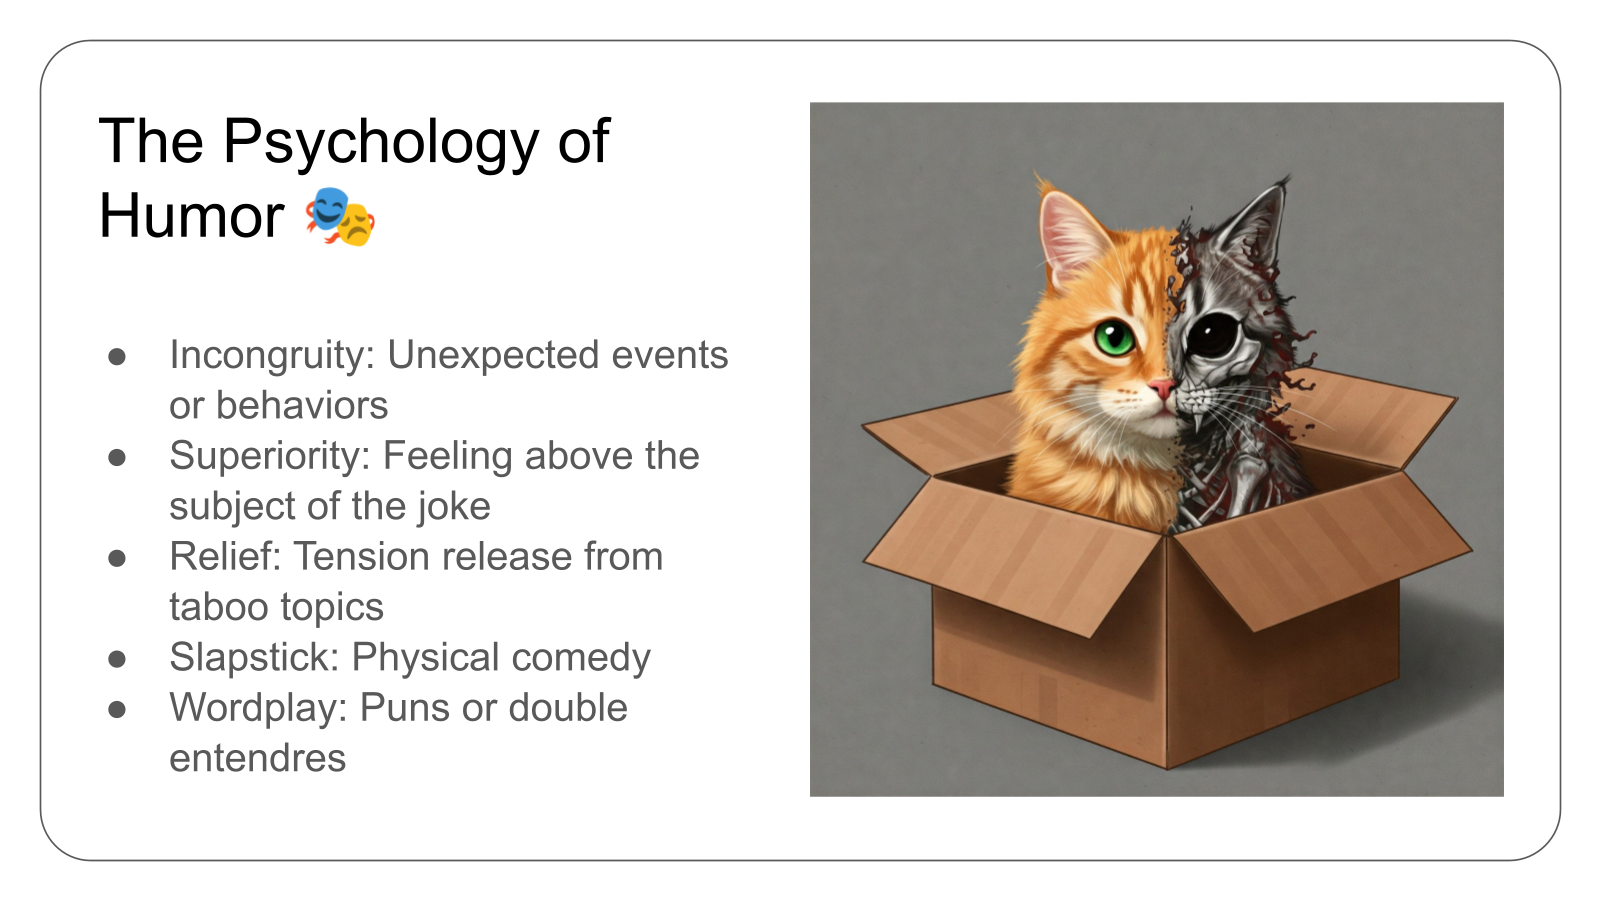 The Psychology of
Humor 🎭
● Incongruity: Unexpected events
or behaviors
● Superiority: Feeling above the
subject of the joke
● Relief: Tension release from
taboo topics
● Slapstick: Physical comedy
● Wordplay: Puns or double
entendres